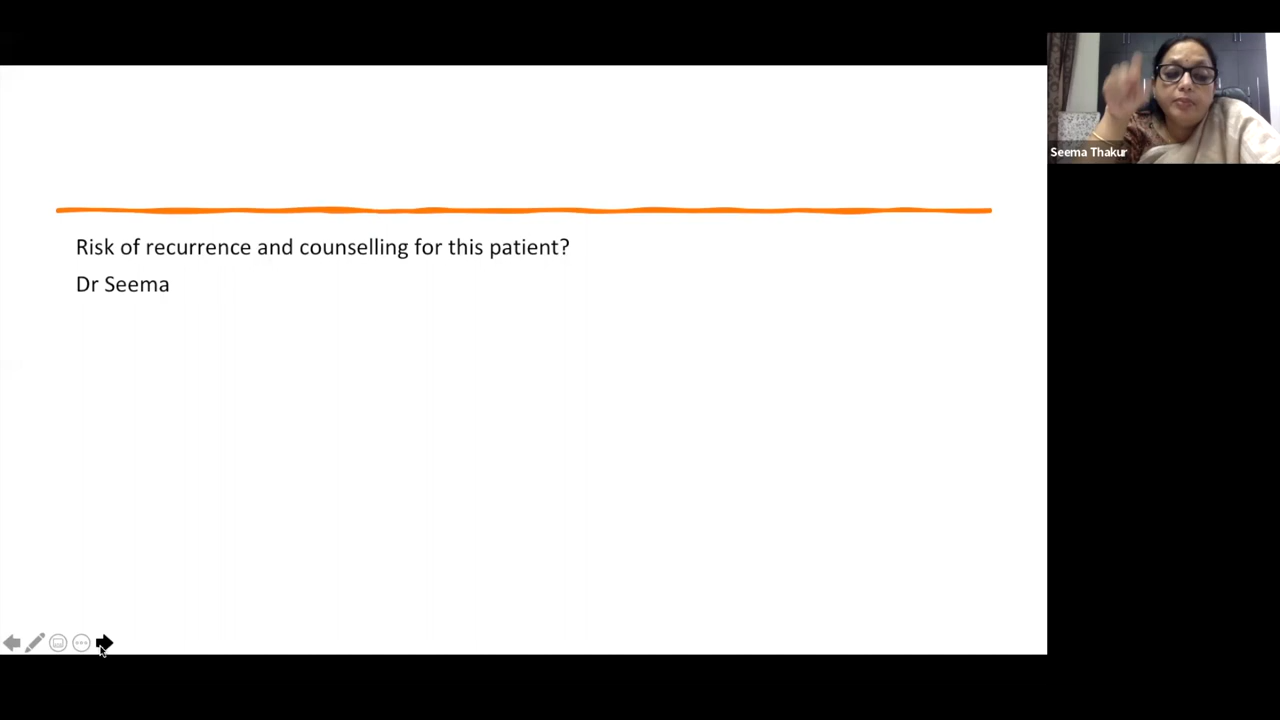 Risk of recurrence and counselling for this patient?
Dr Seema
Seema Thakur